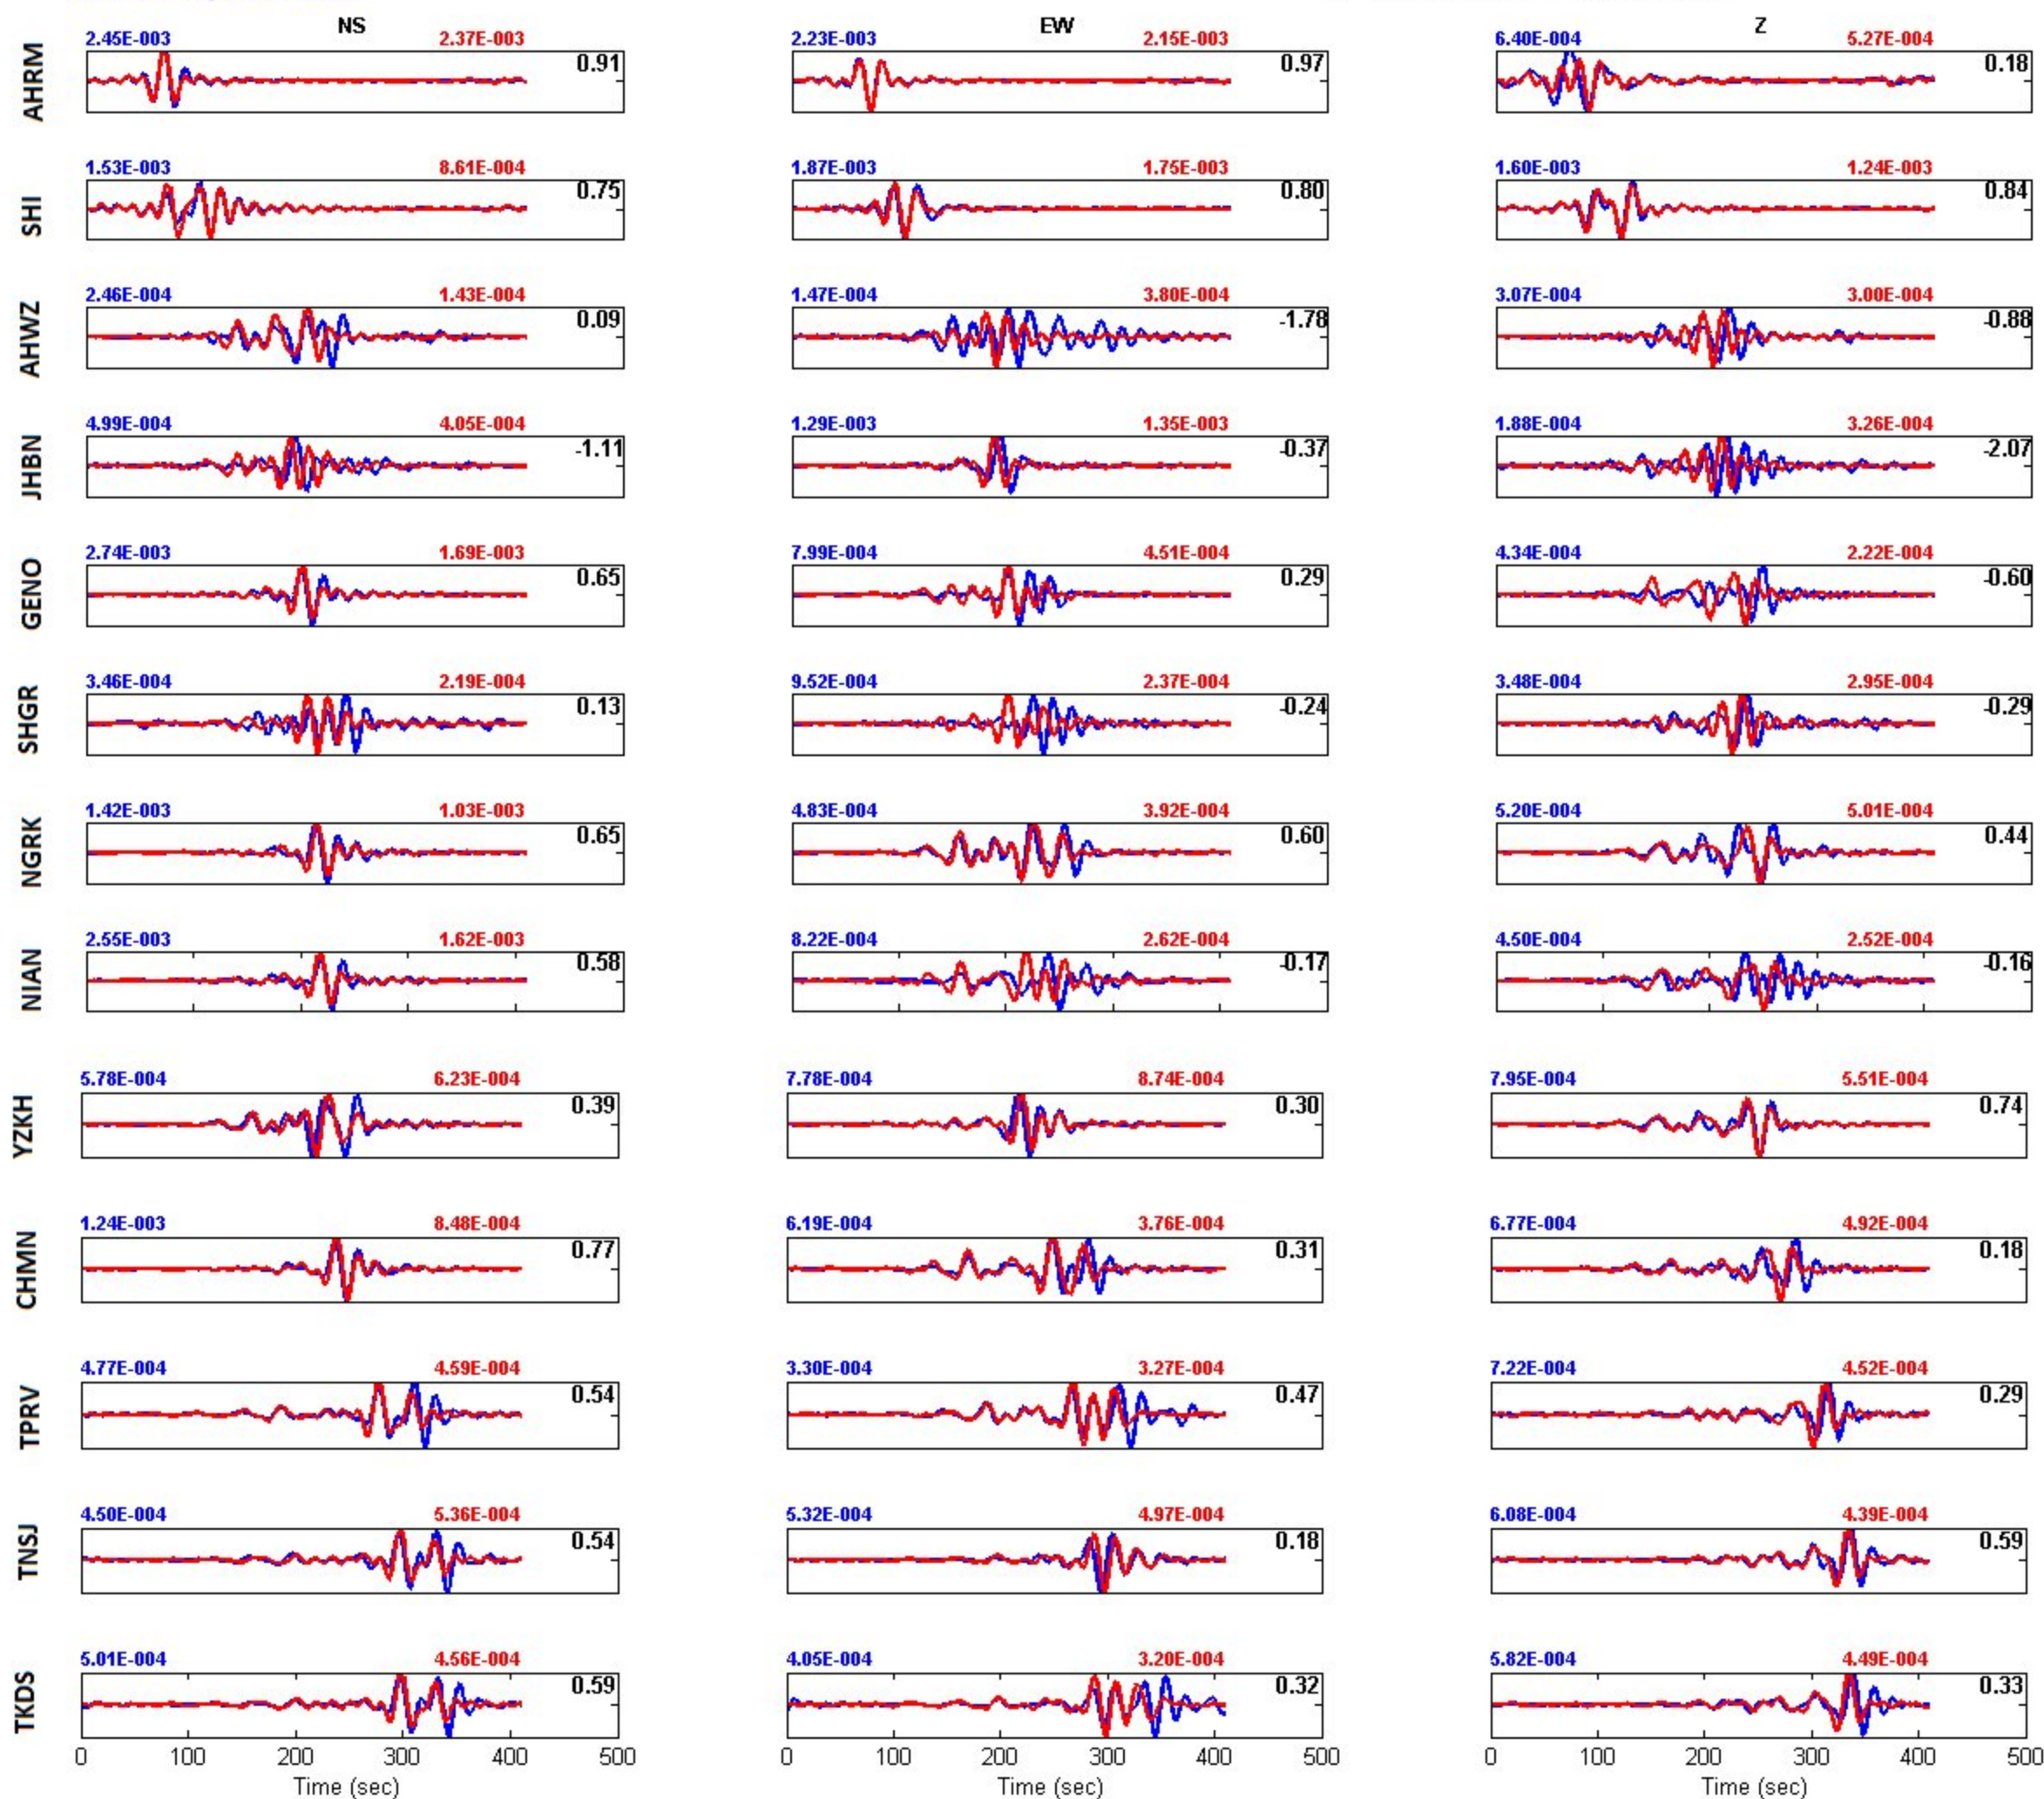 NS EW Z
AHRM 2.45E-003 2.37E-003 0.91 2.23E-003 2.15E-003 0.97 6.40E-004 5.27E-004 0.18
SHI 1.53E-003 8.61E-004 0.75 1.87E-003 1.75E-003 0.80 1.60E-003 1.24E-003 0.84
AHWZ 2.46E-004 1.43E-004 0.09 1.47E-004 3.80E-004 -1.78 3.07E-004 3.00E-004 -0.88
JHBN 4.99E-004 4.05E-004 -1.11 1.29E-003 1.35E-003 -0.37 1.88E-004 3.26E-004 -2.07
GENO 2.74E-003 1.69E-003 0.65 7.99E-004 4.51E-004 0.29 4.34E-004 2.22E-004 -0.60
SHGR 3.46E-004 2.19E-004 0.13 9.52E-004 2.37E-004 -0.24 3.48E-004 2.95E-004 -0.29
NGRK 1.42E-003 1.03E-003 0.65 4.83E-004 3.92E-004 0.60 5.20E-004 5.01E-004 0.44
NIAN 2.55E-003 1.62E-003 0.58 8.22E-004 2.62E-004 -0.17 4.50E-004 2.52E-004 -0.16
YZKH 5.78E-004 6.23E-004 0.39 7.78E-004 8.74E-004 0.30 7.95E-004 5.51E-004 0.74
CHMN 1.24E-003 8.48E-004 0.77 6.19E-004 3.76E-004 0.31 6.77E-004 4.92E-004 0.18
TPRV 4.77E-004 4.59E-004 0.54 3.30E-004 3.27E-004 0.47 7.22E-004 4.52E-004 0.29
TNSJ 4.50E-004 5.36E-004 0.54 5.32E-004 4.97E-004 0.18 6.08E-004 4.39E-004 0.59
TKDS 5.01E-004 4.56E-004 0.59 4.05E-004 3.20E-004 0.32 5.82E-004 4.49E-004 0.33
0 100 200 300 400 500 0 100 200 300 400 500 0 100 200 300 400 500
Time (sec) Time (sec) Time (sec)